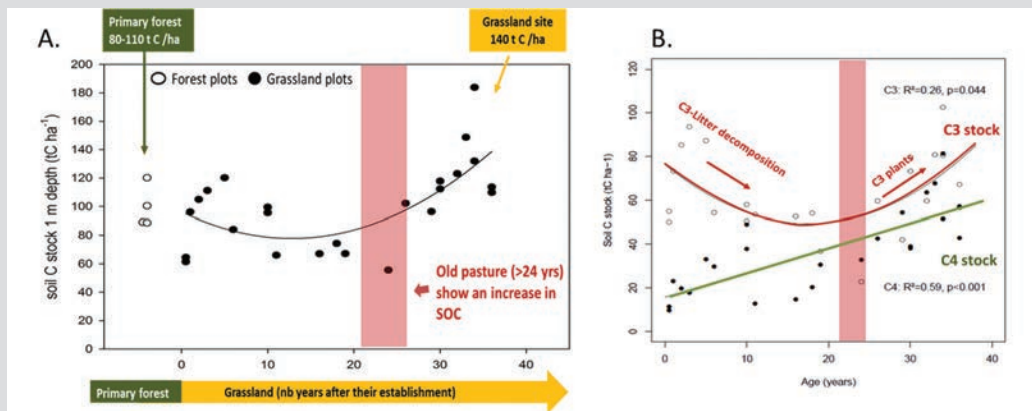 Primary forest
80-110 t C /ha
Grassland site
140 t C /ha
A.
Forest plots
Grassland plots
soil C stock 1 m depth (tC ha⁻¹)
200
180
160
140
120
100
80
60
40
20
0
Old pasture (>24 yrs)
show an increase in
SOC
0
10
20
30
40
Primary forest
Grassland (nb years after their establishment)
B.
Soil C stock (tC ha−1)
120
100
80
60
40
20
0
C3: R²=0.26, p=0.044
C3-Litter decomposition
C3 stock
C3 plants
C4 stock
C4: R²=0.59, p<0.001
0
10
20
30
40
Age (years)